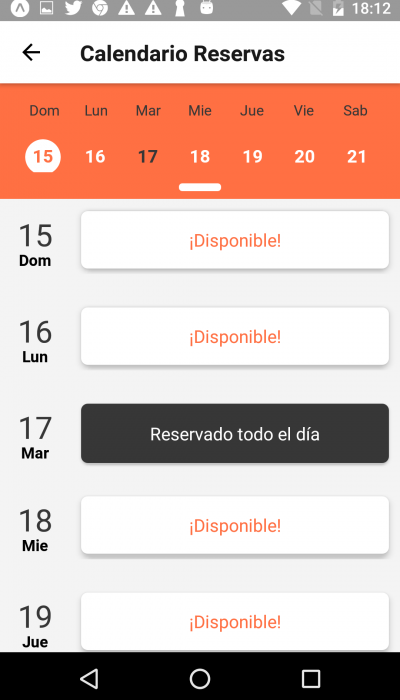 18:12
Calendario Reservas
Dom Lun Mar Mie Jue Vie Sab
15 16 17 18 19 20 21
15
Dom
¡Disponible!
16
Lun
¡Disponible!
17
Mar
Reservado todo el día
18
Mie
¡Disponible!
19
Jue
¡Disponible!